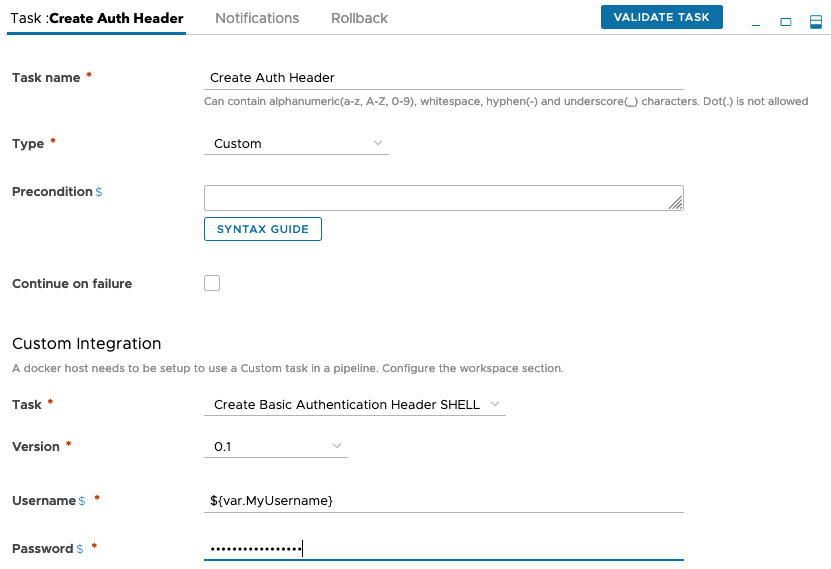 Task :Create Auth Header Notifications Rollback VALIDATE TASK
Task name * Create Auth Header
Can contain alphanumeric(a-z, A-Z, 0-9), whitespace, hyphen(-) and underscore(_) characters. Dot(.) is not allowed
Type * Custom
Precondition $
SYNTAX GUIDE
Continue on failure
Custom Integration
A docker host needs to be setup to use a Custom task in a pipeline. Configure the workspace section.
Task * Create Basic Authentication Header SHELL
Version * 0.1
Username $ * ${var.MyUsername}
Password $ * •••••••••••••••••